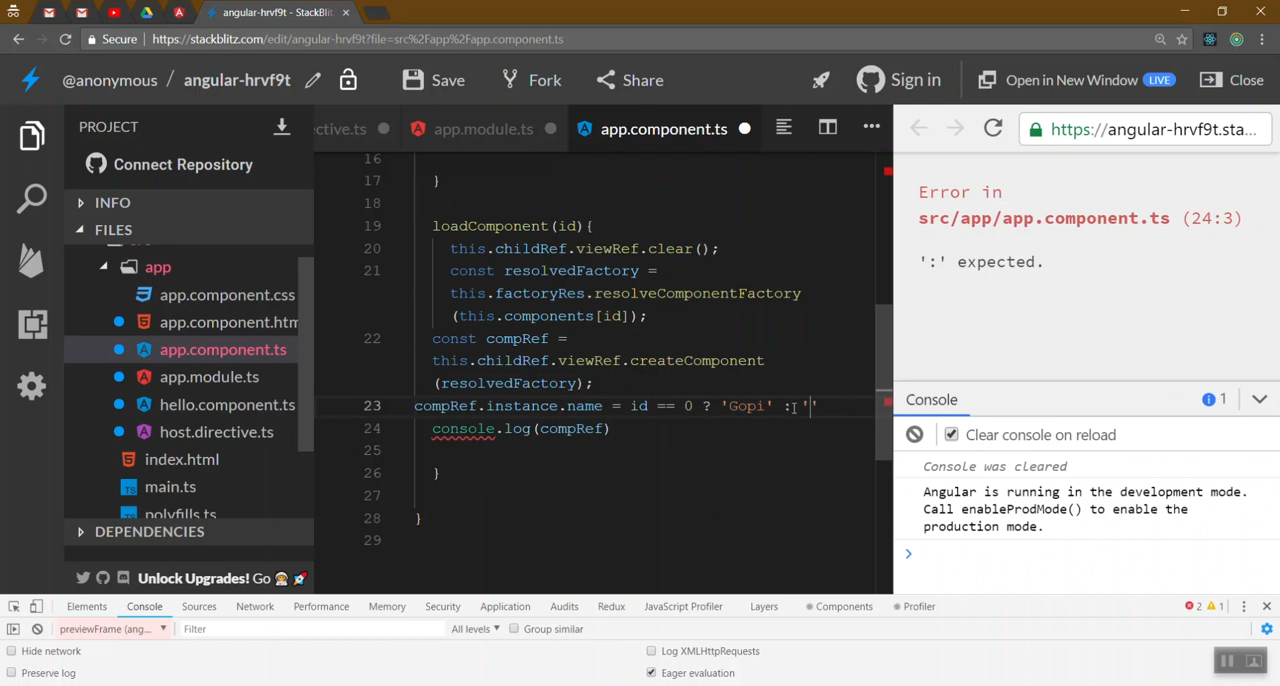 angular-hrvf9t - StackBlitz
Secure
https://stackblitz.com/edit/angular-hrvf9t?file=src%2Fapp%2Fapp.component.ts
@anonymous / angular-hrvf9t
Save
Fork
Share
Sign in
Open in New Window
LIVE
Close
PROJECT
Connect Repository
INFO
FILES
app
app.component.css
app.component.htm
app.component.ts
app.module.ts
hello.component.ts
host.directive.ts
index.html
main.ts
polyfills.ts
DEPENDENCIES
Unlock Upgrades! Go
ective.ts
app.module.ts
app.component.ts
16
17 }
18
19 loadComponent(id){
20 this.childRef.viewRef.clear();
21 const resolvedFactory =
this.factoryRes.resolveComponentFactory
(this.components[id]);
22 const compRef =
this.childRef.viewRef.createComponent
(resolvedFactory);
23 compRef.instance.name = id == 0 ? 'Gopi' : ''
24 console.log(compRef)
25
26 }
27
28 }
29
https://angular-hrvf9t.sta...
Error in
src/app/app.component.ts (24:3)
':' expected.
Console
1
Clear console on reload
Console was cleared
Angular is running in the development mode.
Call enableProdMode() to enable the
production mode.
Elements Console Sources Network Performance Memory Security Application Audits Redux JavaScript Profiler Layers Components Profiler 2 1
previewFrame (ang... Filter All levels Group similar
Hide network
Log XMLHttpRequests
Preserve log
Eager evaluation